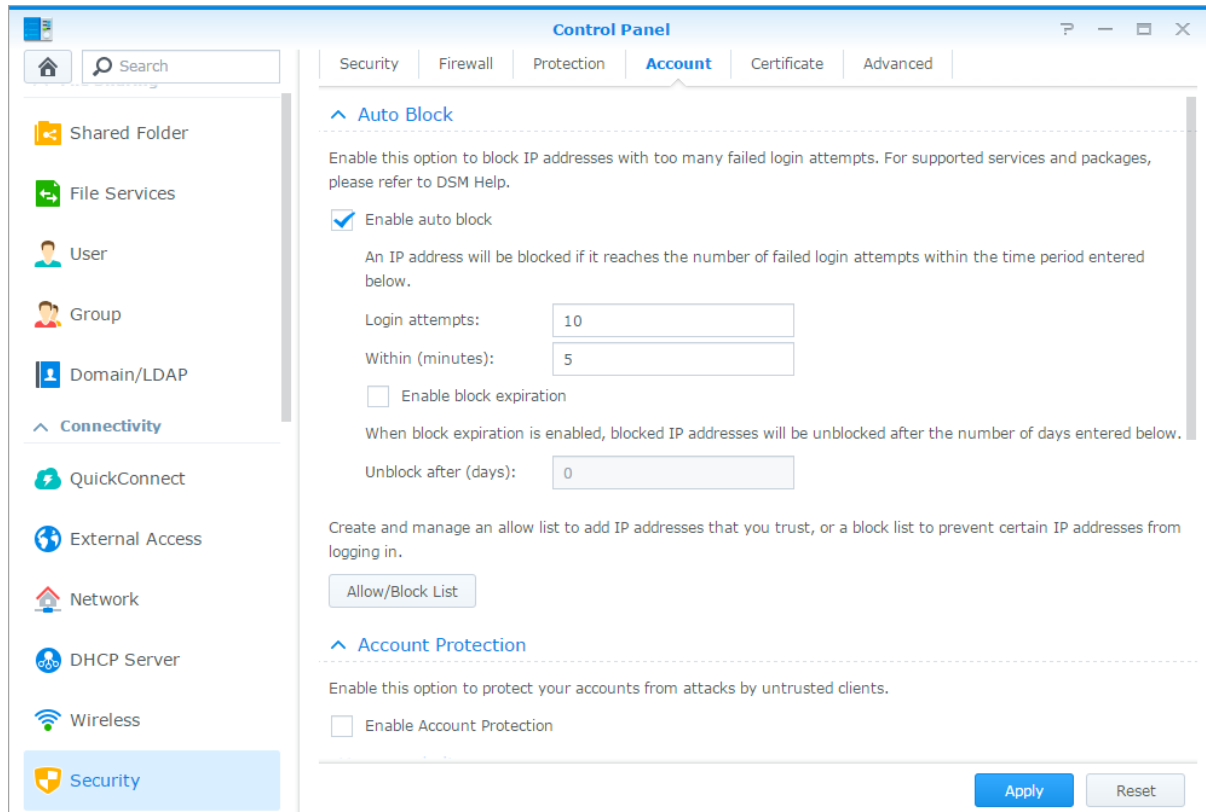 Control Panel
Search
Shared Folder
File Services
User
Group
Domain/LDAP
Connectivity
QuickConnect
External Access
Network
DHCP Server
Wireless
Security
Security Firewall Protection Account Certificate Advanced
Auto Block
Enable this option to block IP addresses with too many failed login attempts. For supported services and packages,
please refer to DSM Help.
Enable auto block
An IP address will be blocked if it reaches the number of failed login attempts within the time period entered
below.
Login attempts: 10
Within (minutes): 5
Enable block expiration
When block expiration is enabled, blocked IP addresses will be unblocked after the number of days entered below.
Unblock after (days): 0
Create and manage an allow list to add IP addresses that you trust, or a block list to prevent certain IP addresses from
logging in.
Allow/Block List
Account Protection
Enable this option to protect your accounts from attacks by untrusted clients.
Enable Account Protection
Apply Reset